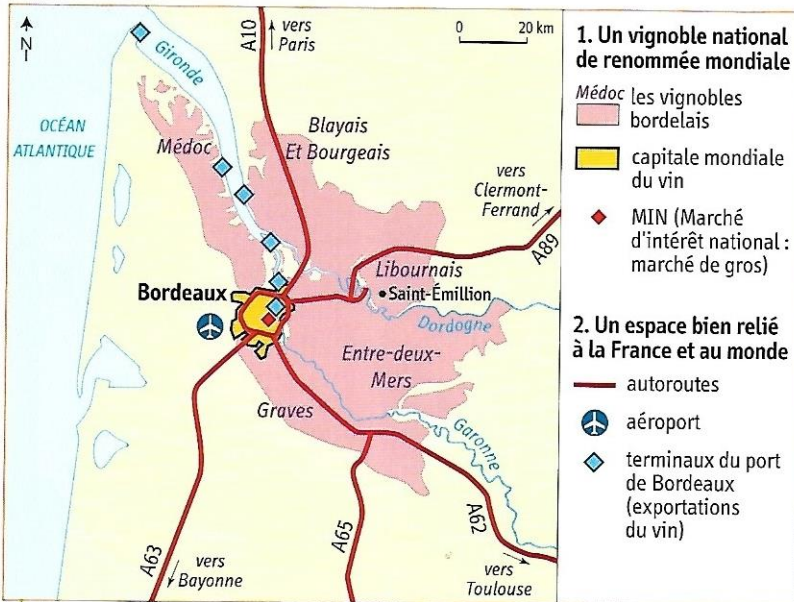 N
A10
vers
Paris
0 20 km
Gironde
OCÉAN
ATLANTIQUE
Médoc
Blayais
Et Bourgeais
vers
Clermont-
Ferrand
A89
Libournais
Bordeaux
Saint-Émillion
Dordogne
Entre-deux-
Mers
Graves
Garonne
A63
vers
Bayonne
A65
A62
vers
Toulouse
1. Un vignoble national
de renommée mondiale
Médoc les vignobles
bordelais
capitale mondiale
du vin
MIN (Marché
d'intérêt national :
marché de gros)
2. Un espace bien relié
à la France et au monde
autoroutes
aéroport
terminaux du port
de Bordeaux
(exportations
du vin)